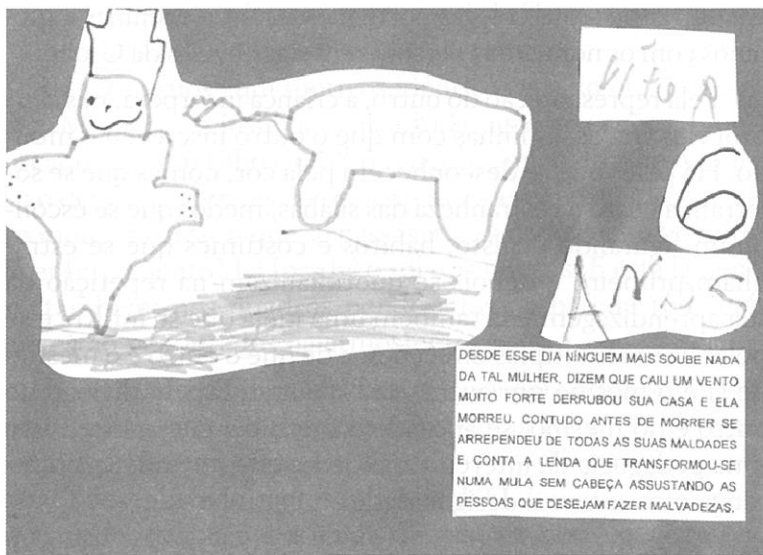 VITOR
6
ANOS
DESDE ESSE DIA NINGUEM MAIS SOUBE NADA
DA TAL MULHER, DIZEM QUE CAIU UM VENTO
MUITO FORTE DERRUBOU SUA CASA E ELA
MORREU. CONTUDO ANTES DE MORRER SE
ARREPENDEU DE TODAS AS SUAS MALDADES
E CONTA A LENDA QUE TRANSFORMOU-SE
NUMA MULA SEM CABEÇA ASSUSTANDO AS
PESSOAS QUE DESEJAM FAZER MALVADEZAS.